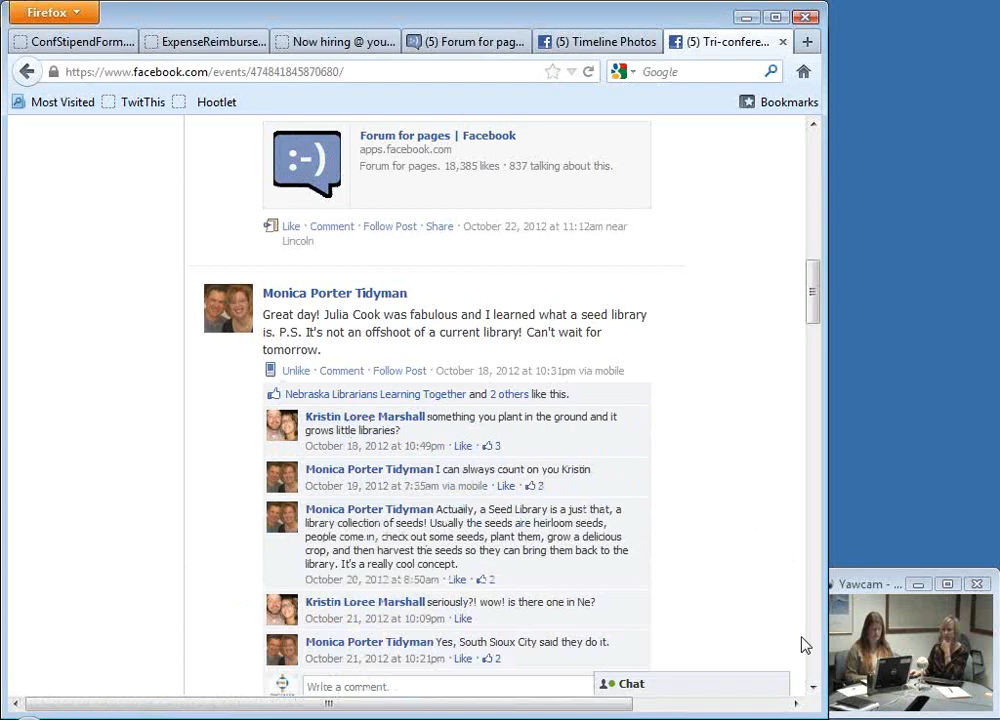 Firefox
ConfStipendForm....
ExpenseReimburse...
Now hiring @ you...
(5) Forum for pag...
(5) Timeline Photos
(5) Tri-confere...
https://www.facebook.com/events/474841845870680/
Google
Most Visited
TwitThis
Hootlet
Bookmarks
:-)
Forum for pages | Facebook
apps.facebook.com
Forum for pages. 18,385 likes · 837 talking about this.
Like · Comment · Follow Post · Share · October 22, 2012 at 11:12am near
Lincoln
Monica Porter Tidyman
Great day! Julia Cook was fabulous and I learned what a seed library
is. P.S. It's not an offshoot of a current library! Can't wait for
tomorrow.
Unlike · Comment · Follow Post · October 18, 2012 at 10:31pm via mobile
Nebraska Librarians Learning Together and 2 others like this.
Kristin Loree Marshall something you plant in the ground and it
grows little libraries?
October 18, 2012 at 10:49pm · Like · 3
Monica Porter Tidyman I can always count on you Kristin
October 19, 2012 at 7:35am via mobile · Like · 3
Monica Porter Tidyman Actually, a Seed Library is a just that, a
library collection of seeds! Usually the seeds are heirloom seeds,
people come in, check out some seeds, plant them, grow a delicious
crop, and then harvest the seeds so they can bring them back to the
library. It's a really cool concept.
October 20, 2012 at 8:50am · Like · 2
Kristin Loree Marshall seriously?! wow! is there one in Ne?
October 21, 2012 at 10:09pm · Like
Monica Porter Tidyman Yes, South Sioux City said they do it.
October 21, 2012 at 10:21pm · Like · 2
Write a comment.
Chat
Yawcam - ...